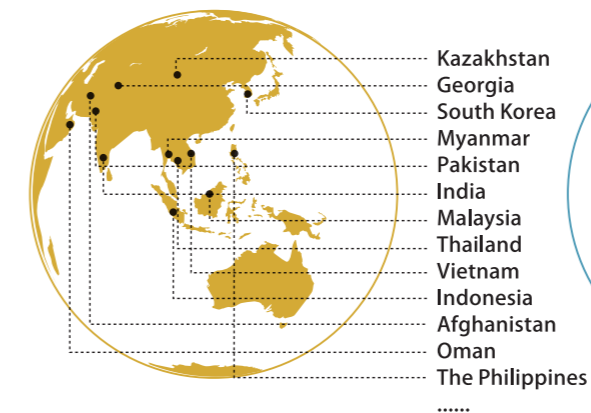 Kazakhstan
Georgia
South Korea
Myanmar
Pakistan
India
Malaysia
Thailand
Vietnam
Indonesia
Afghanistan
Oman
The Philippines
......